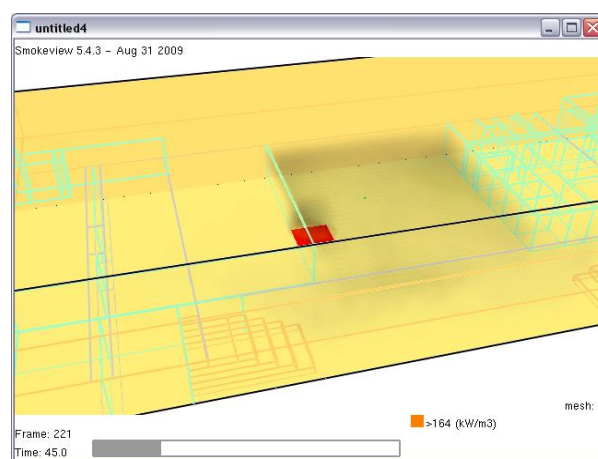 untitled4
Smokeview 5.4.3 - Aug 31 2009
mesh:
>164 (kW/m3)
Frame: 221
Time: 45.0